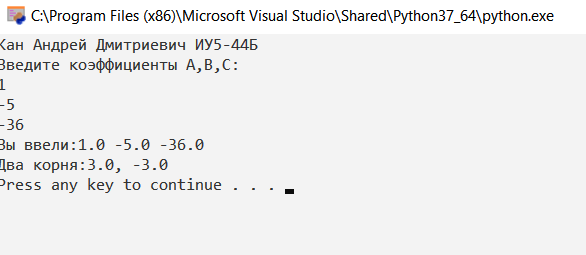 C:\Program Files (x86)\Microsoft Visual Studio\Shared\Python37_64\python.exe
Кан Андрей Дмитриевич ИУ5-44Б
Введите коэффициенты A,B,C:
1
-5
-36
Вы ввели:1.0 -5.0 -36.0
Два корня:3.0, -3.0
Press any key to continue . . .